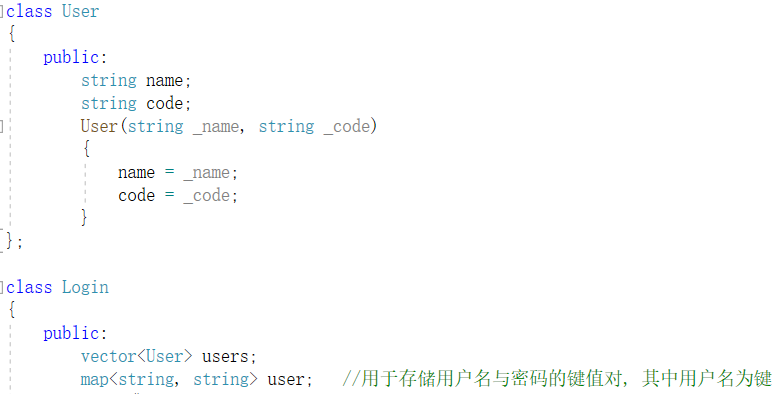 class User
{
public:
string name;
string code;
User(string _name, string _code)
{
name = _name;
code = _code;
}
};
class Login
{
public:
vector<User> users;
map<string, string> user; //用于存储用户名与密码的键值对, 其中用户名为键